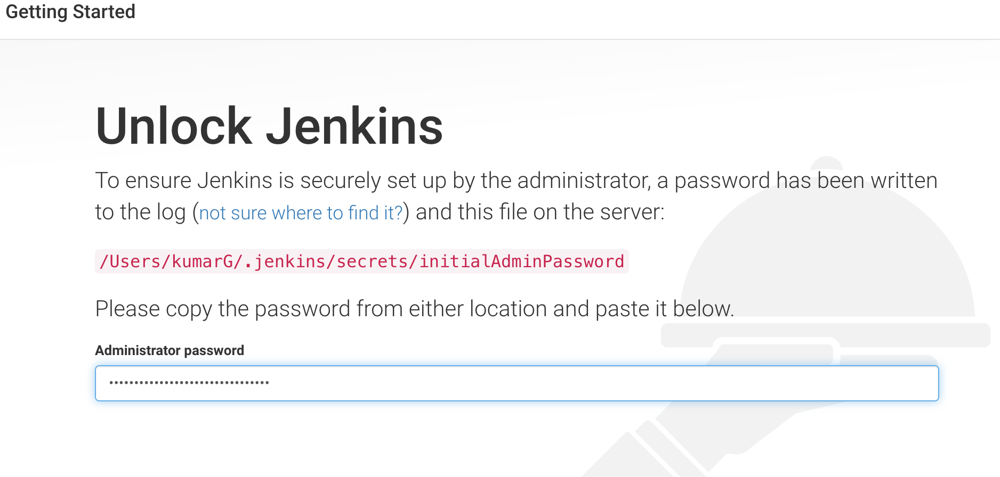 Getting Started
Unlock Jenkins
To ensure Jenkins is securely set up by the administrator, a password has been written
to the log (not sure where to find it?) and this file on the server:
/Users/kumarG/.jenkins/secrets/initialAdminPassword
Please copy the password from either location and paste it below.
Administrator password
••••••••••••••••••••••••••••••••